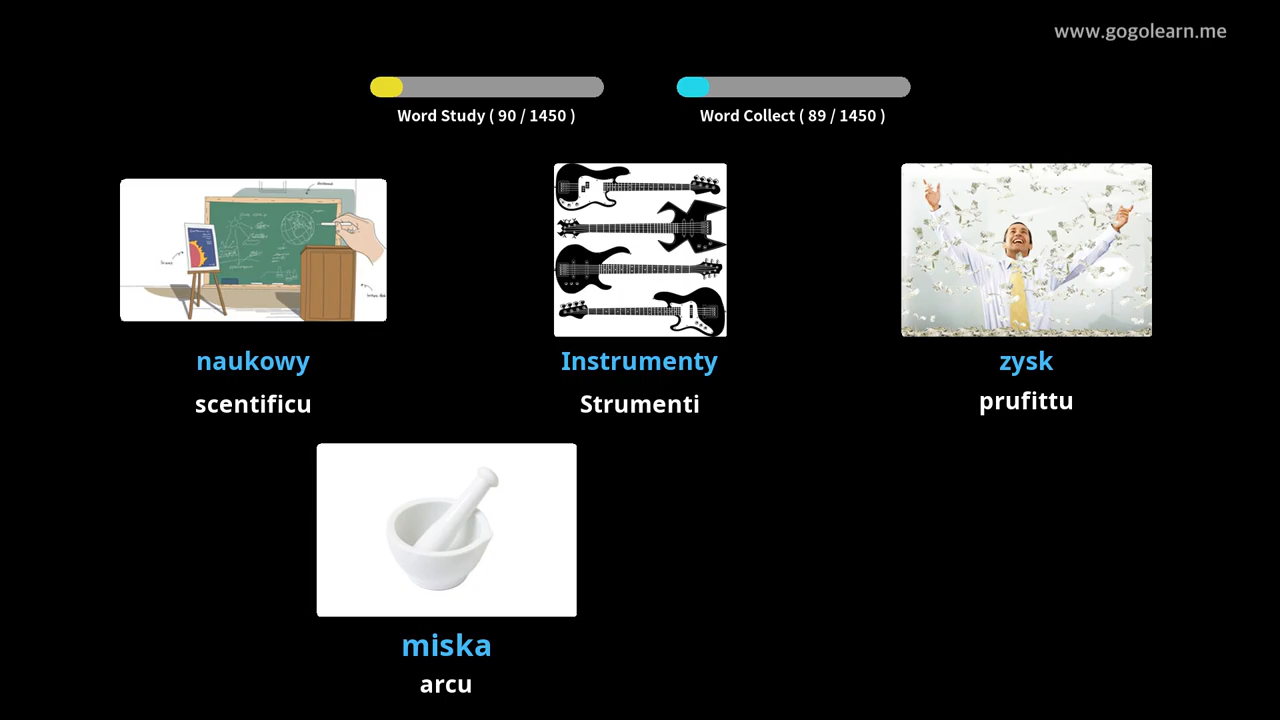 www.gogolearn.me
Word Study ( 90 / 1450 )
Word Collect ( 89 / 1450 )
naukowy
scentificu
Instrumenty
Strumenti
zysk
prufittu
miska
arcu